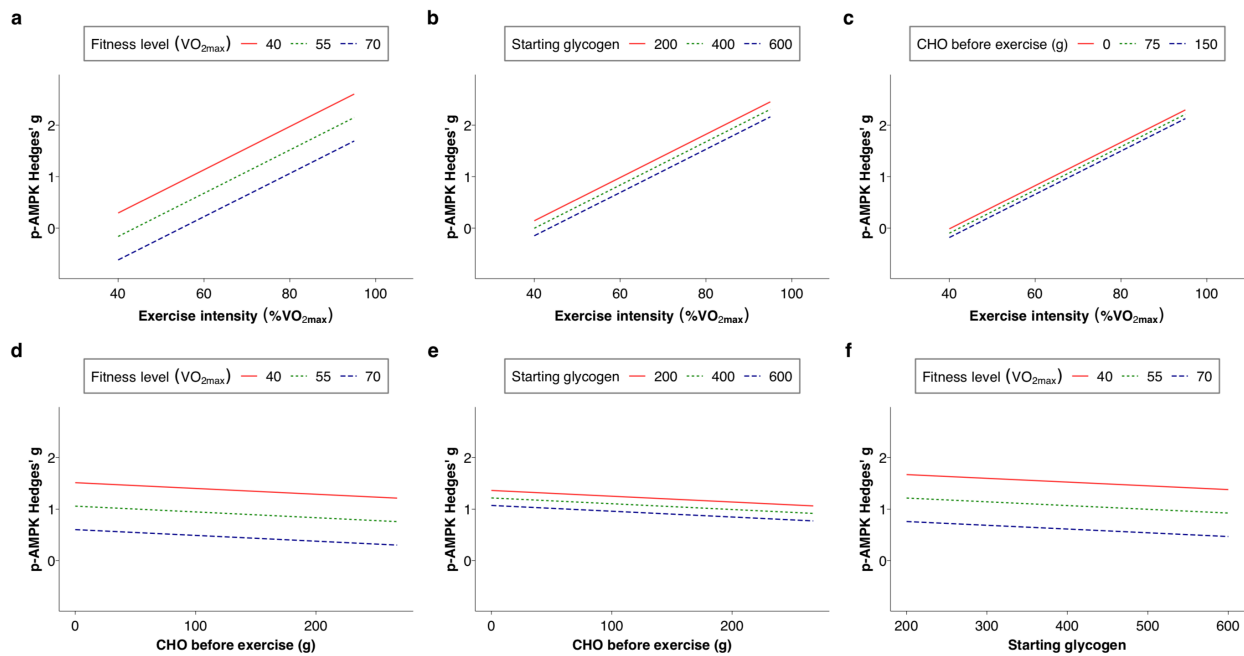 a
Fitness level (VO2max) 40 55 70
p-AMPK Hedges' g
2
1
0
40 60 80 100
Exercise intensity (%VO2max)
b
Starting glycogen 200 400 600
p-AMPK Hedges' g
2
1
0
40 60 80 100
Exercise intensity (%VO2max)
c
CHO before exercise (g) 0 75 150
p-AMPK Hedges' g
2
1
0
40 60 80 100
Exercise intensity (%VO2max)
d
Fitness level (VO2max) 40 55 70
p-AMPK Hedges' g
2
1
0
0 100 200
CHO before exercise (g)
e
Starting glycogen 200 400 600
p-AMPK Hedges' g
2
1
0
0 100 200
CHO before exercise (g)
f
Fitness level (VO2max) 40 55 70
p-AMPK Hedges' g
2
1
0
200 300 400 500 600
Starting glycogen